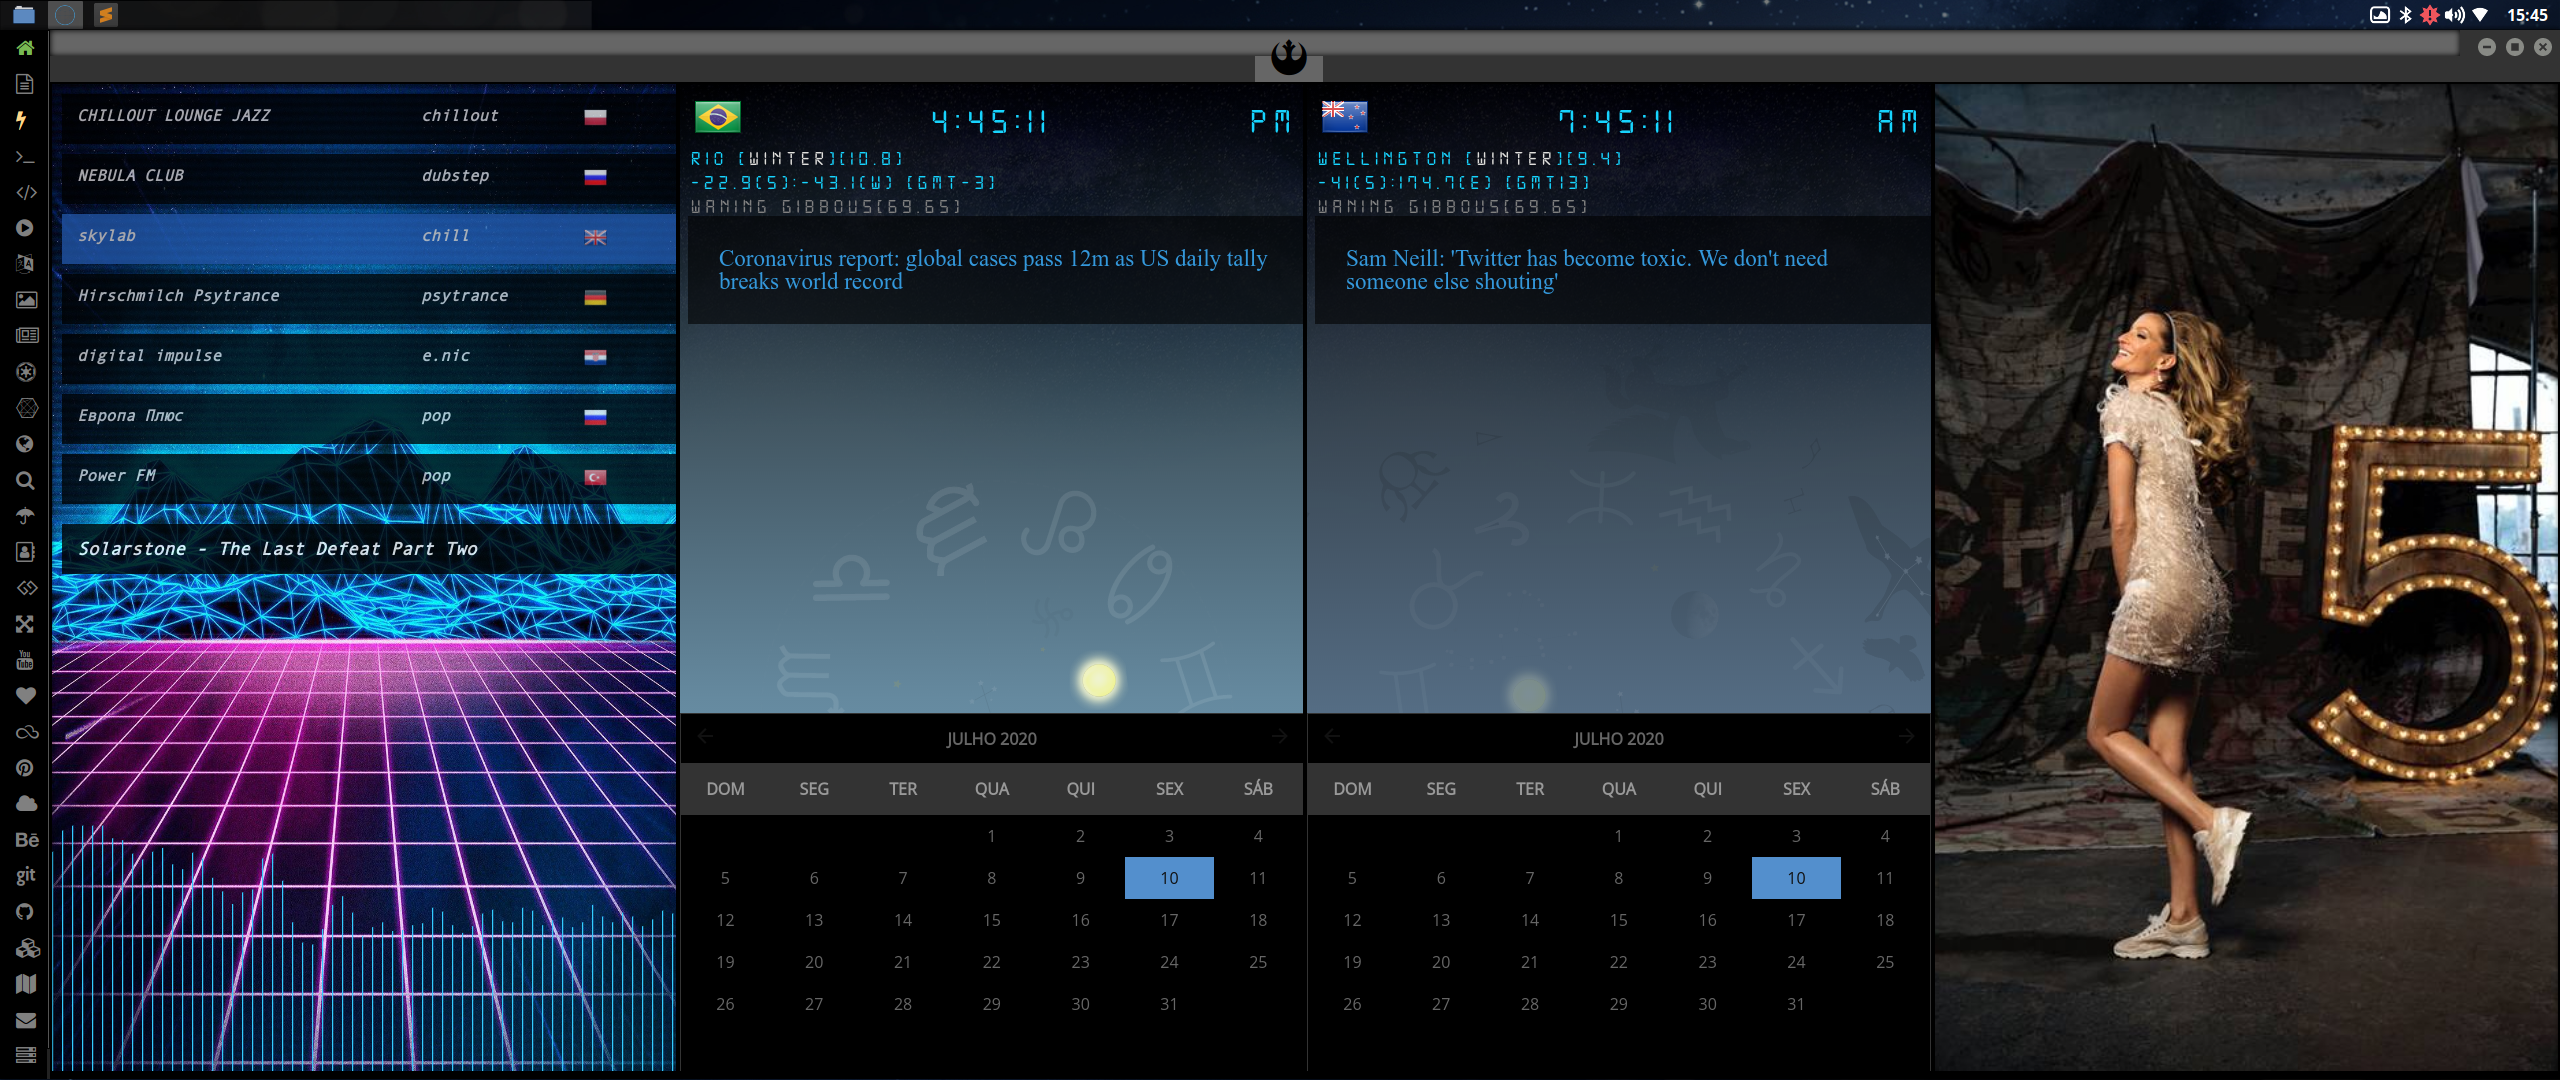 15:45
CHILLOUT LOUNGE JAZZ chillout
NEBULA CLUB dubstep
skylab chill
Hirschmilch Psytrance psytrance
digital impulse e.nic
Европа Плюс pop
Power FM pop
Solarstone - The Last Defeat Part Two
You
Tube
Bē
git
4:45:11 PM
RIO [WINTER][10.8]
-22.9(S):-43.1(W) [GMT-3]
WANING GIBBOUS[69.65]
Coronavirus report: global cases pass 12m as US daily tally
breaks world record
JULHO 2020
DOM SEG TER QUA QUI SEX SÁB
1 2 3 4
5 6 7 8 9 10 11
12 13 14 15 16 17 18
19 20 21 22 23 24 25
26 27 28 29 30 31
7:45:11 AM
WELLINGTON [WINTER][9.4]
-41(S):174.7(E) [GMT13]
WANING GIBBOUS[69.65]
Sam Neill: 'Twitter has become toxic. We don't need
someone else shouting'
JULHO 2020
DOM SEG TER QUA QUI SEX SÁB
1 2 3 4
5 6 7 8 9 10 11
12 13 14 15 16 17 18
19 20 21 22 23 24 25
26 27 28 29 30 31
5